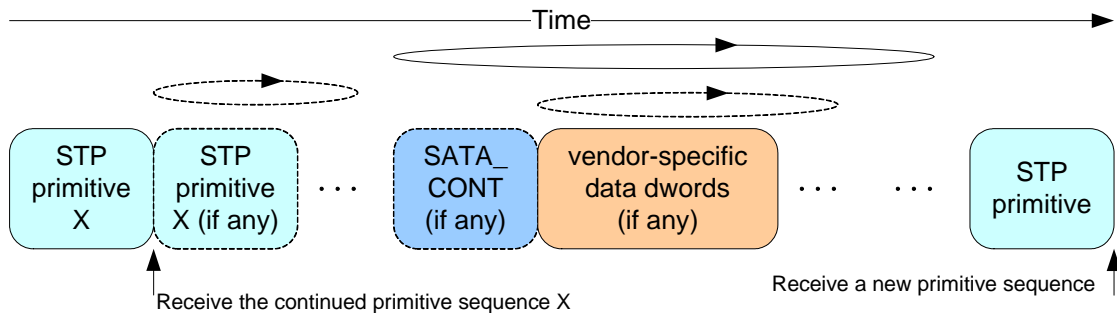 Time
STP
primitive
X
STP
primitive
X (if any)
. . .
SATA_
CONT
(if any)
vendor-specific
data dwords
(if any)
. . .
. . .
STP
primitive
Receive the continued primitive sequence X
Receive a new primitive sequence